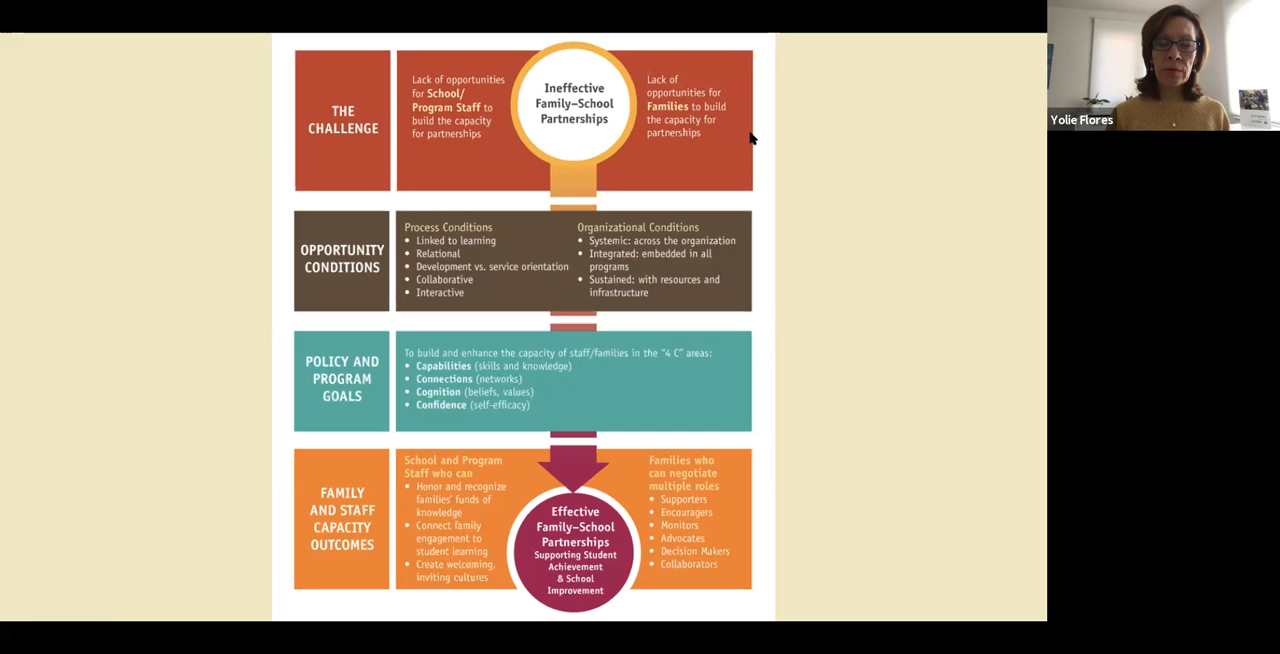 THE
CHALLENGE
Lack of opportunities
for School/
Program Staff to
build the capacity
for partnerships
Ineffective
Family–School
Partnerships
Lack of
opportunities for
Families to build
the capacity for
partnerships
Yolie Flores
OPPORTUNITY
CONDITIONS
Process Conditions
• Linked to learning
• Relational
• Development vs. service orientation
• Collaborative
• Interactive
Organizational Conditions
• Systemic: across the organization
• Integrated: embedded in all
programs
• Sustained: with resources and
infrastructure
POLICY AND
PROGRAM
GOALS
To build and enhance the capacity of staff/families in the "4 C" areas:
• Capabilities (skills and knowledge)
• Connections (networks)
• Cognition (beliefs, values)
• Confidence (self-efficacy)
FAMILY
AND STAFF
CAPACITY
OUTCOMES
School and Program
Staff who can
• Honor and recognize
families' funds of
knowledge
• Connect family
engagement to
student learning
• Create welcoming,
inviting cultures
Effective
Family–School
Partnerships
Supporting Student
Achievement
& School
Improvement
Families who
can negotiate
multiple roles
• Supporters
• Encouragers
• Monitors
• Advocates
• Decision Makers
• Collaborators